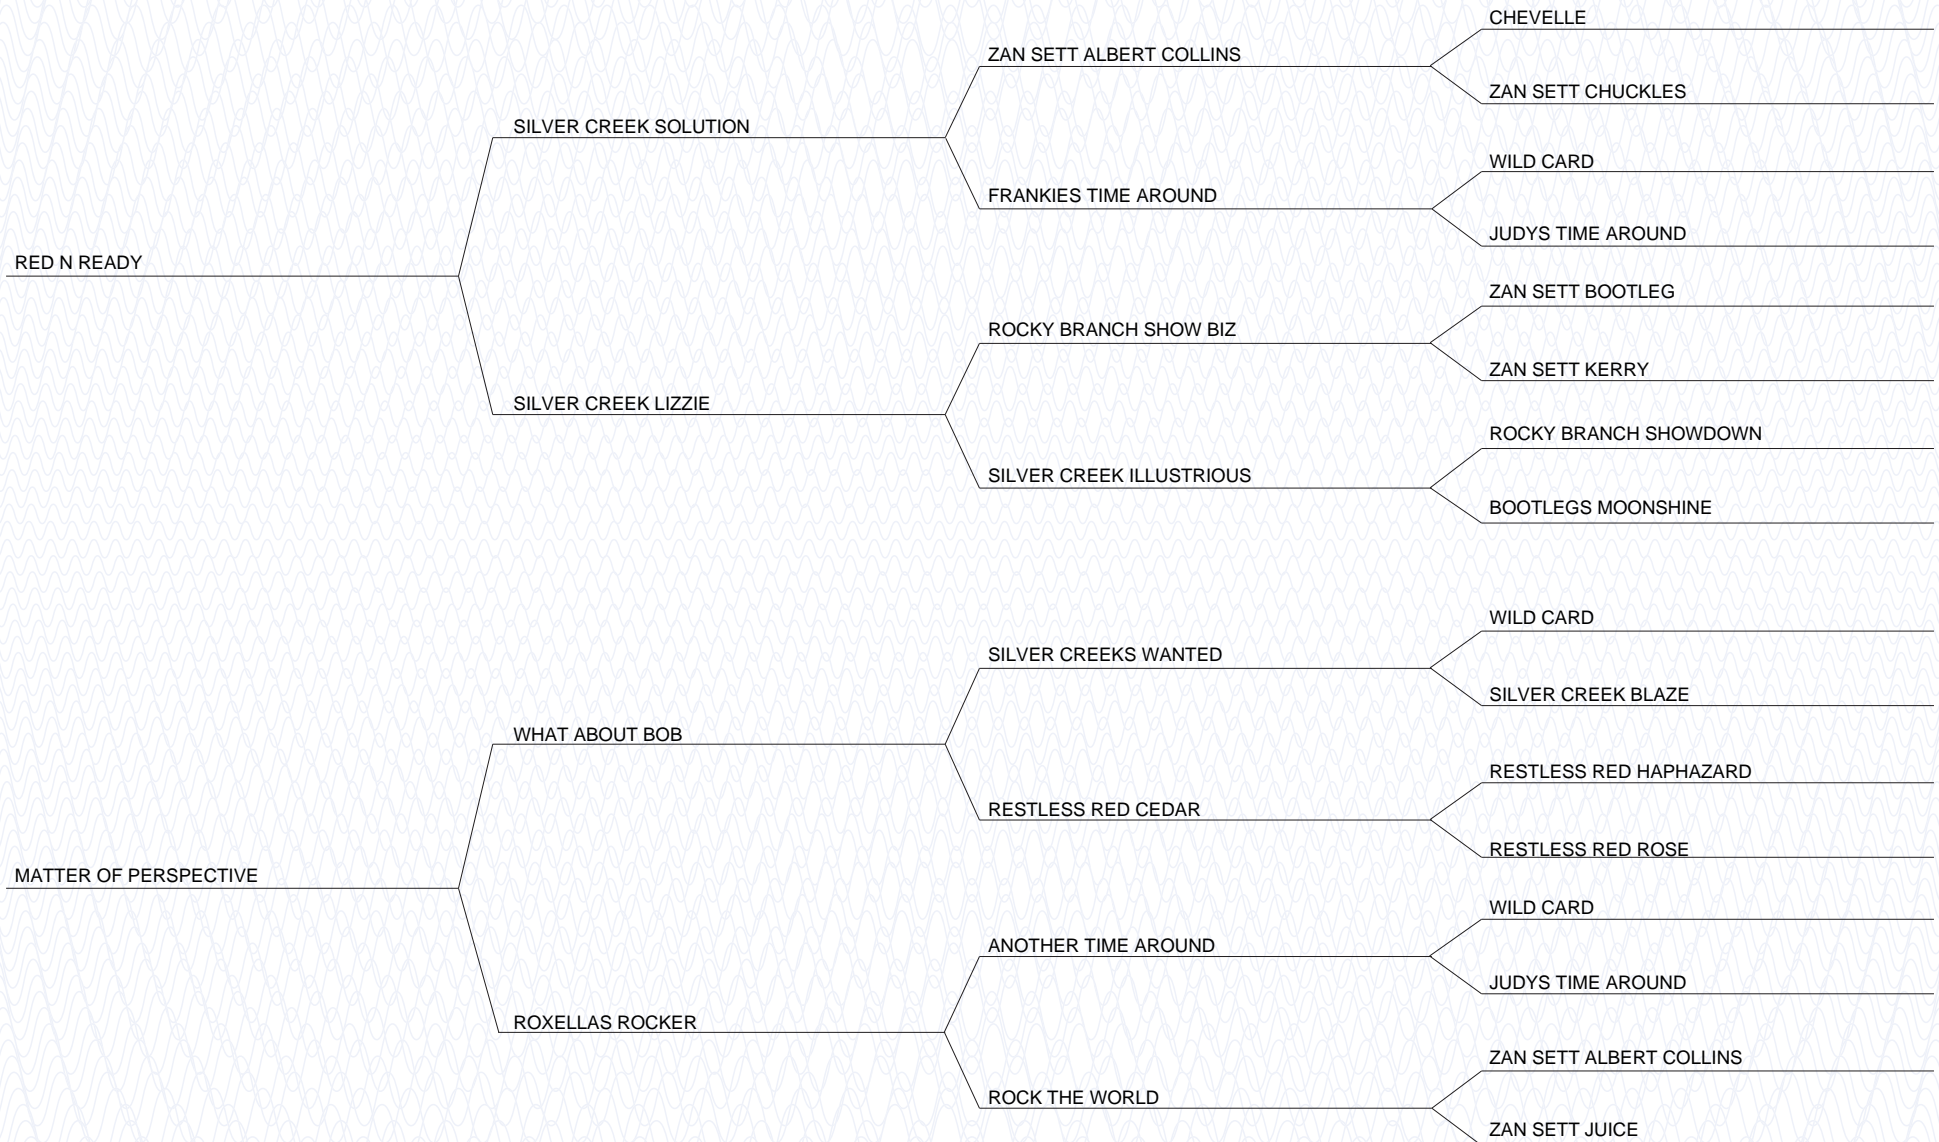 CHEVELLE
ZAN SETT ALBERT COLLINS
ZAN SETT CHUCKLES
SILVER CREEK SOLUTION
WILD CARD
FRANKIES TIME AROUND
JUDYS TIME AROUND
RED N READY
ZAN SETT BOOTLEG
ROCKY BRANCH SHOW BIZ
ZAN SETT KERRY
SILVER CREEK LIZZIE
ROCKY BRANCH SHOWDOWN
SILVER CREEK ILLUSTRIOUS
BOOTLEGS MOONSHINE
WILD CARD
SILVER CREEKS WANTED
SILVER CREEK BLAZE
WHAT ABOUT BOB
RESTLESS RED HAPHAZARD
RESTLESS RED CEDAR
RESTLESS RED ROSE
MATTER OF PERSPECTIVE
WILD CARD
ANOTHER TIME AROUND
JUDYS TIME AROUND
ROXELLAS ROCKER
ZAN SETT ALBERT COLLINS
ROCK THE WORLD
ZAN SETT JUICE